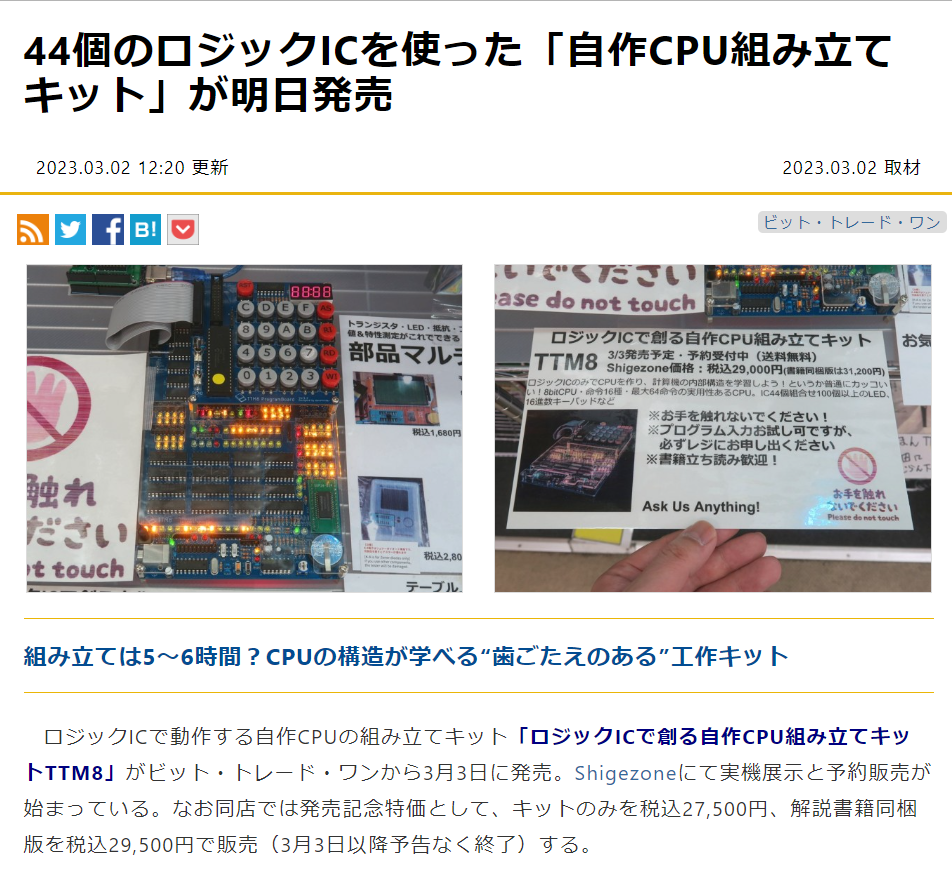 44個のロジックICを使った「自作CPU組み立て
キット」が明日発売
2023.03.02 12:20 更新
2023.03.02 取材
B!
ビット・トレード・ワン
C D E F
8 9 A B
4 5 6 7
0 1 2 3
トランジスタ・LED・抵抗・
値&特性測定がこれでできる
部品マルチ
税込1,680円
税込2,80
テーブル
触れ
ださい
ot touch
いでください
ase do not touch
ロジックICで創る自作CPU組み立てキット
TTM8
3/3発売予定・予約受付中(送料無料)
Shigezone価格:税込29,000円(書籍同梱版は31,200円)
ロジックICのみでCPUを作り、計算機の内部構造を学習しよう!というか普通にカッコい
い!8bitCPU・命令16種・最大64命令の実用性あるCPU。IC44個組合せ100個以上のLED、
16進数キーパッドなど
※お手を触れないでください!
※プログラム入力お試し可ですが、
必ずレジにお申し出ください
※書籍立ち読み歓迎!
Ask Us Anything!
お手を触れ
ないでください
Please do not touch
お気
組み立ては5~6時間?CPUの構造が学べる“歯ごたえのある”工作キット
ロジックICで動作する自作CPUの組み立てキット「ロジックICで創る自作CPU組み立てキッ
トTTM8」がビット・トレード・ワンから3月3日に発売。Shigezoneにて実機展示と予約販売が
始まっている。なお同店では発売記念特価として、キットのみを税込27,500円、解説書籍同梱
版を税込29,500円で販売(3月3日以降予告なく終了)する。